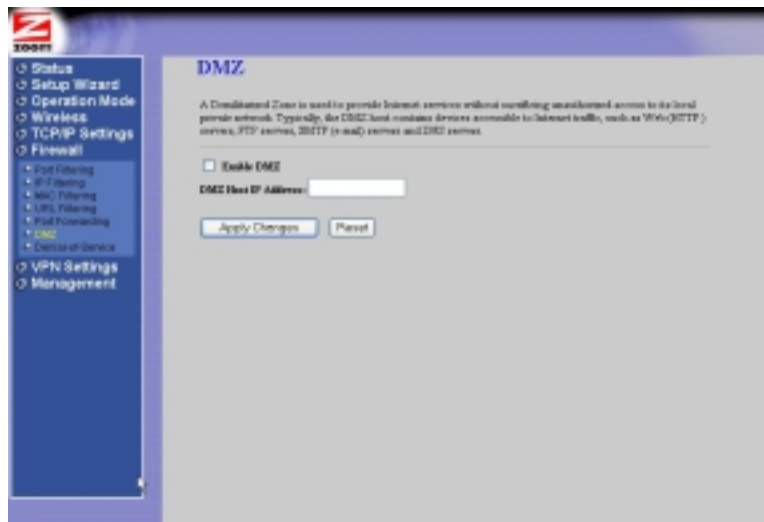 ZOOM
Status
Setup Wizard
Operation Mode
Wireless
TCP/IP Settings
Firewall
Port Filtering
IP Filtering
MAC Filtering
URL Filtering
Port Forwarding
DMZ
Denial-of-Service
VPN Settings
Management
DMZ
A Demilitarized Zone is used to provide Internet services without sacrificing unauthorized access to its local
private network. Typically, the DMZ host contains devices accessible to Internet traffic, such as Web (HTTP )
servers, FTP servers, SMTP (e-mail) servers and DNS servers.
Enable DMZ
DMZ Host IP Address:
Apply Changes
Reset